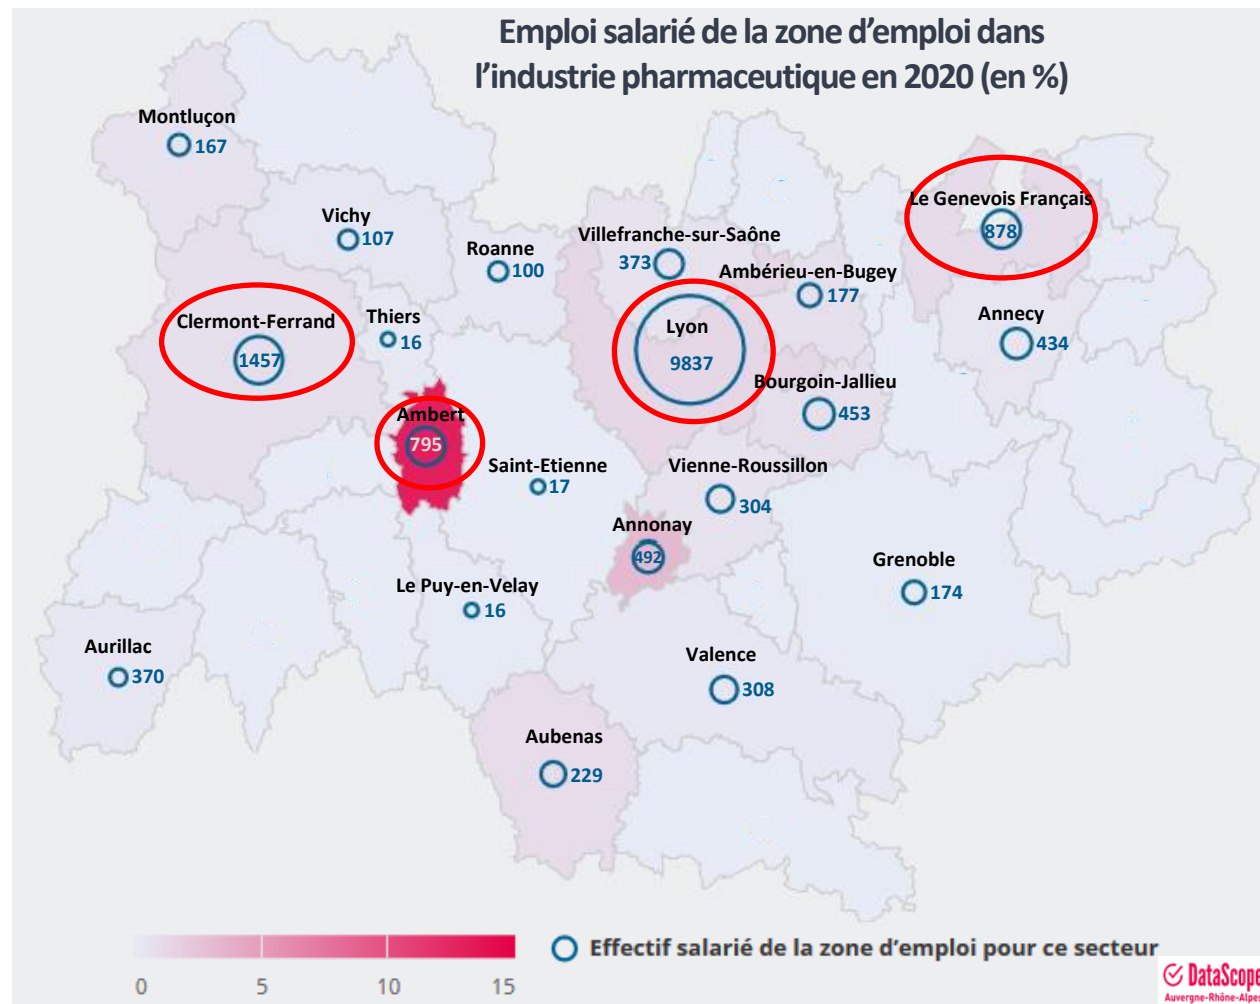 Emploi salarié de la zone d’emploi dans
l’industrie pharmaceutique en 2020 (en %)
Montluçon
167
Vichy
107
Roanne
100
Villefranche-sur-Saône
373
Ambérieu-en-Bugey
177
Le Genevois Français
878
Annecy
434
Clermont-Ferrand
1457
Thiers
16
Lyon
9837
Bourgoin-Jallieu
453
Ambert
795
Saint-Etienne
17
Vienne-Roussillon
304
Annonay
492
Grenoble
174
Le Puy-en-Velay
16
Aurillac
370
Valence
308
Aubenas
229
0 5 10 15
Effectif salarié de la zone d’emploi pour ce secteur
DataScope
Auvergne-Rhône-Alpes